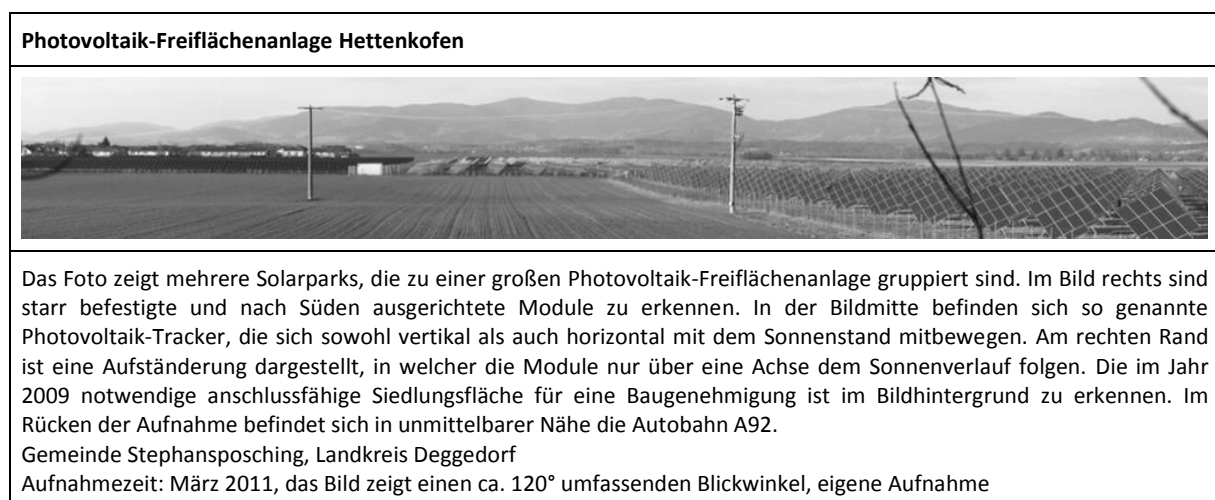 Photovoltaik-Freiflächenanlage Hettenkofen
Das Foto zeigt mehrere Solarparks, die zu einer großen Photovoltaik-Freiflächenanlage gruppiert sind. Im Bild rechts sind
starr befestigte und nach Süden ausgerichtete Module zu erkennen. In der Bildmitte befinden sich so genannte
Photovoltaik-Tracker, die sich sowohl vertikal als auch horizontal mit dem Sonnenstand mitbewegen. Am rechten Rand
ist eine Aufständerung dargestellt, in welcher die Module nur über eine Achse dem Sonnenverlauf folgen. Die im Jahr
2009 notwendige anschlussfähige Siedlungsfläche für eine Baugenehmigung ist im Bildhintergrund zu erkennen. Im
Rücken der Aufnahme befindet sich in unmittelbarer Nähe die Autobahn A92.
Gemeinde Stephansposching, Landkreis Deggedorf
Aufnahmezeit: März 2011, das Bild zeigt einen ca. 120° umfassenden Blickwinkel, eigene Aufnahme